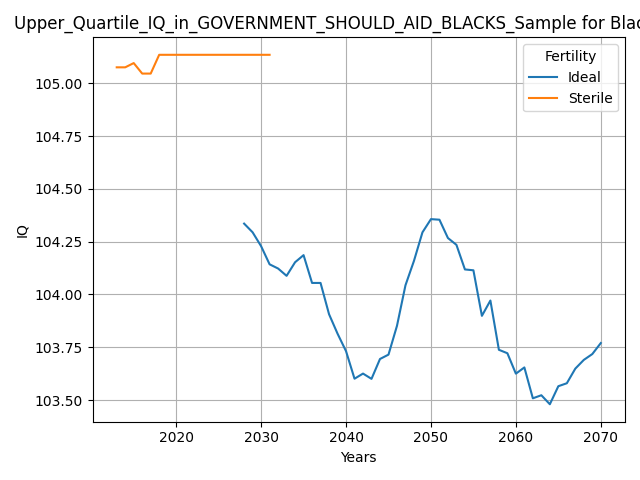 Upper_Quartile_IQ_in_GOVERNMENT_SHOULD_AID_BLACKS_Sample for Blac
Fertility
Ideal
Sterile
105.00
104.75
104.50
104.25
104.00
103.75
103.50
IQ
2020 2030 2040 2050 2060 2070
Years